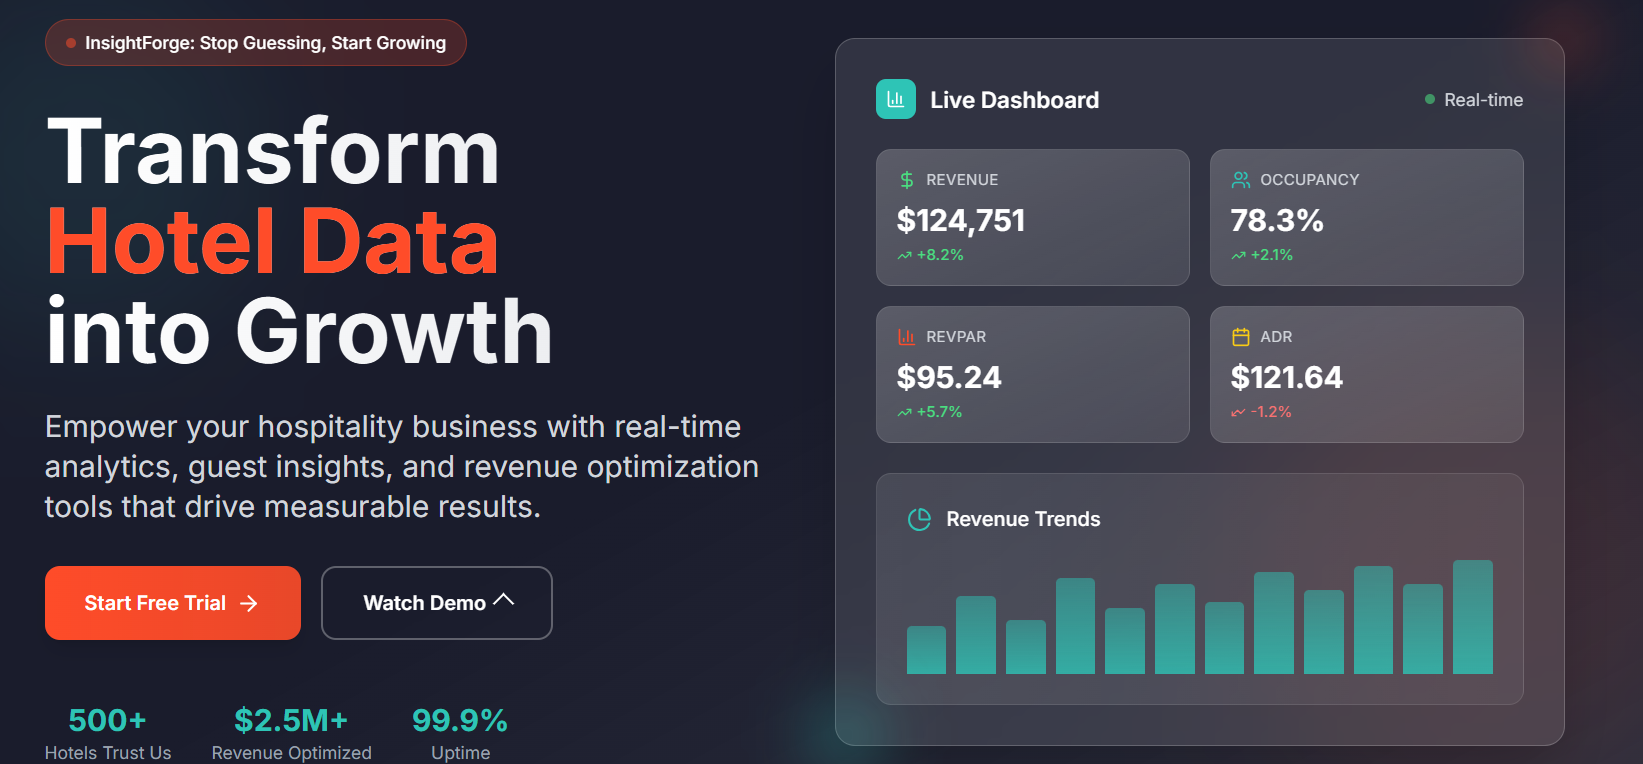 InsightForge: Stop Guessing, Start Growing
Transform
Hotel Data
into Growth
Empower your hospitality business with real-time
analytics, guest insights, and revenue optimization
tools that drive measurable results.
Start Free Trial
Watch Demo
500+
Hotels Trust Us
$2.5M+
Revenue Optimized
99.9%
Uptime
Live Dashboard
Real-time
REVENUE
$124,751
+8.2%
OCCUPANCY
78.3%
+2.1%
REVPAR
$95.24
+5.7%
ADR
$121.64
-1.2%
Revenue Trends